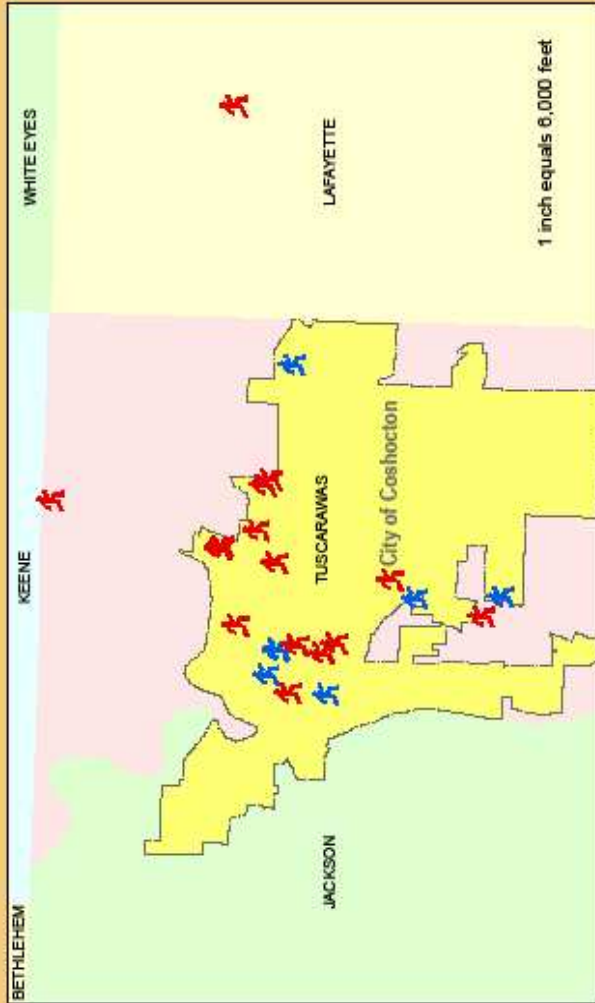 BETHLEHEM
KEENE
WHITE EYES
JACKSON
TUSCARAWAS
City of Coshocton
LAFAYETTE
1 inch equals 6,000 feet